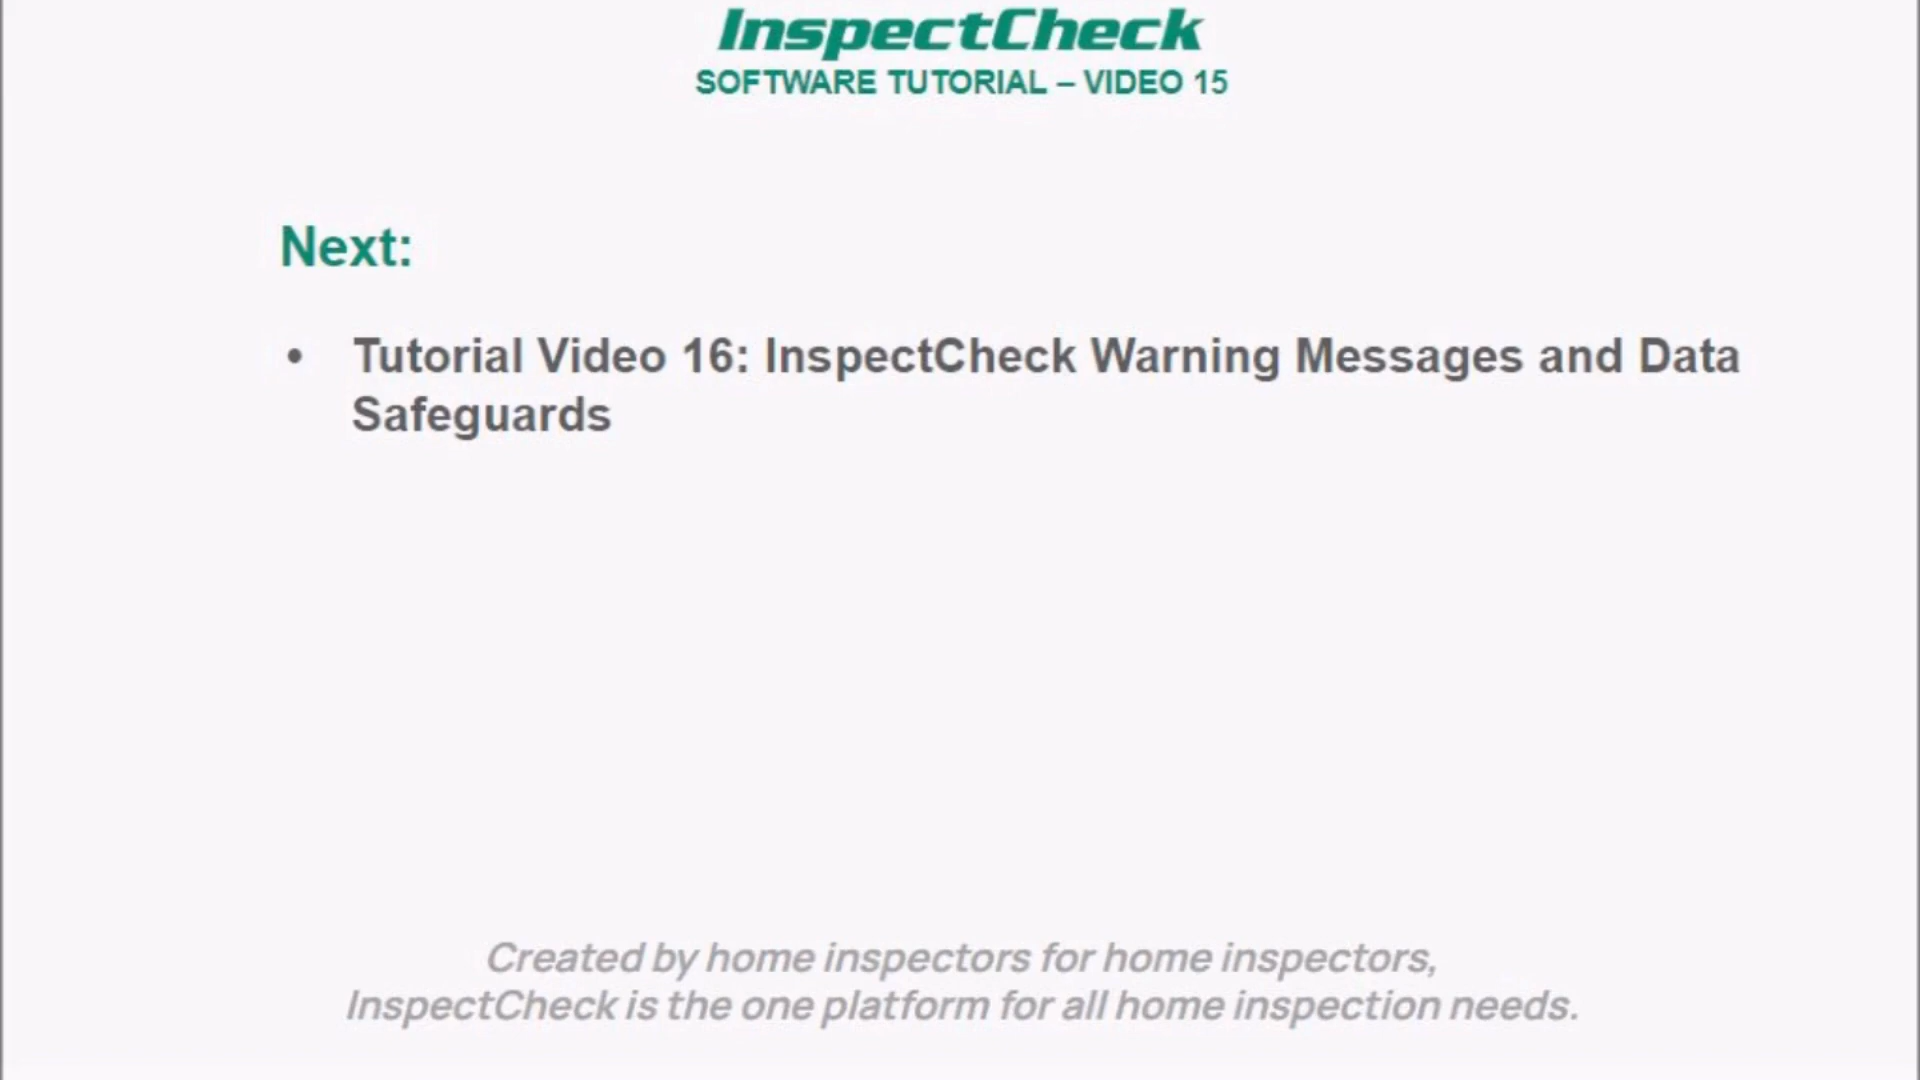 InspectCheck
SOFTWARE TUTORIAL – VIDEO 15
Next:
• Tutorial Video 16: InspectCheck Warning Messages and Data
Safeguards
Created by home inspectors for home inspectors,
InspectCheck is the one platform for all home inspection needs.